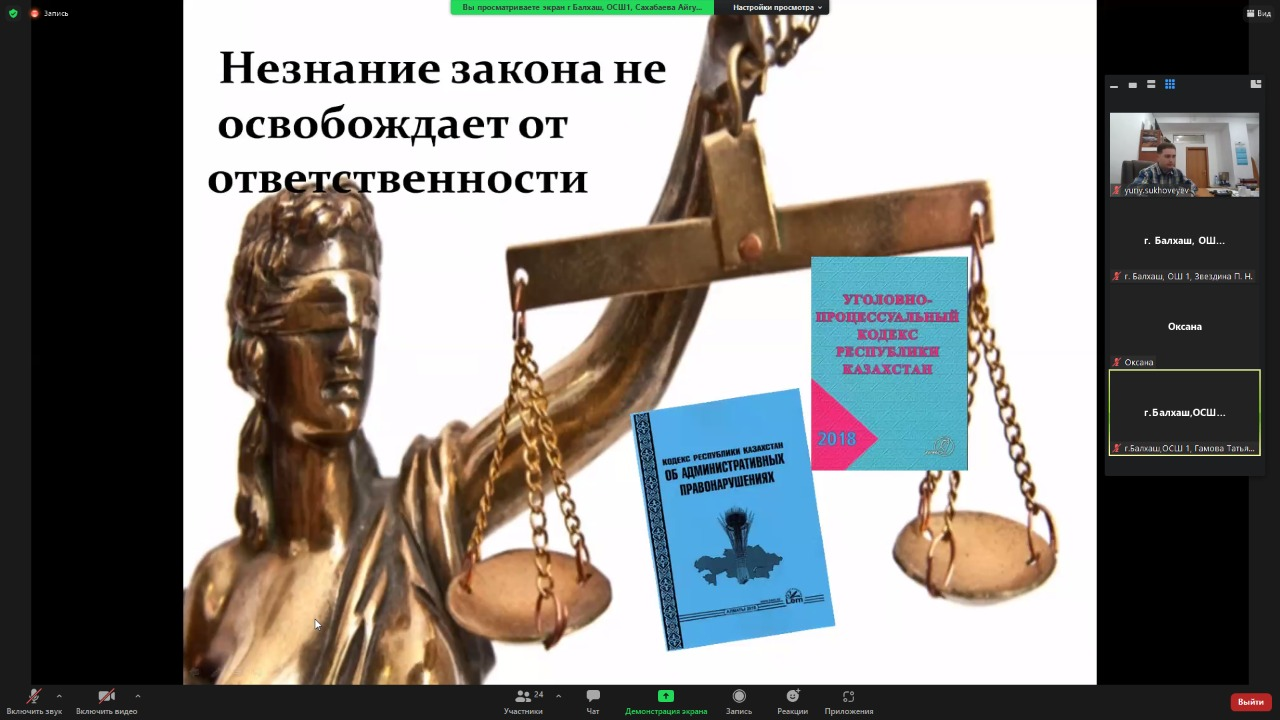 Запись
Вы просматриваете экран г Балхаш, ОСШ1, Сахабаева Айгу...
Настройки просмотра
Вид
Незнание закона не
освобождает от
ответственности
УГОЛОВНО-
ПРОЦЕССУАЛЬНЫЙ
КОДЕКС
РЕСПУБЛИКИ
КАЗАХСТАН
2018
КОДЕКС РЕСПУБЛИКИ КАЗАХСТАН
ОБ АДМИНИСТРАТИВНЫХ
ПРАВОНАРУШЕНИЯХ
АЛМАТЫ 2018
yuriy.sukhoveyev
г. Балхаш, ОШ...
г. Балхаш, ОШ 1, Звездина П. Н.
Оксана
Оксана
г.Балхаш,ОСШ...
г.Балхаш,ОСШ 1, Гамова Татья...
Включить звук
Включить видео
24
Участники
Чат
Демонстрация экрана
Запись
Реакции
Приложения
Выйти